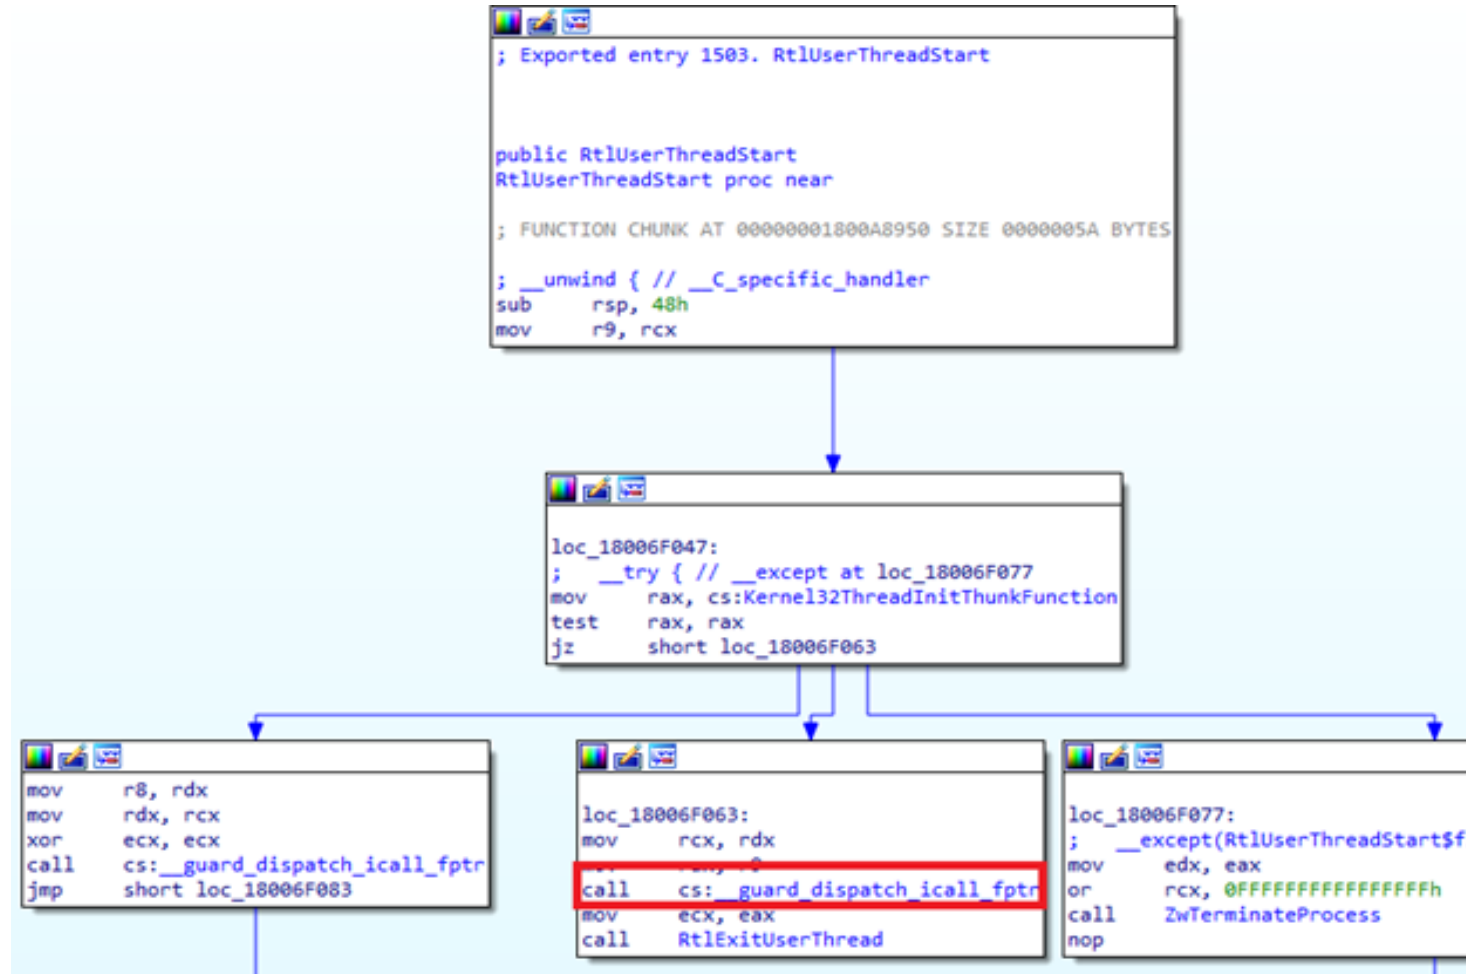 ; Exported entry 1503. RtlUserThreadStart
public RtlUserThreadStart
RtlUserThreadStart proc near
; FUNCTION CHUNK AT 00000001800A8950 SIZE 0000005A BYTES
; __unwind { // __C_specific_handler
sub rsp, 48h
mov r9, rcx
loc_18006F047:
; __try { // __except at loc_18006F077
mov rax, cs:Kernel32ThreadInitThunkFunction
test rax, rax
jz short loc_18006F063
mov r8, rdx
mov rdx, rcx
xor ecx, ecx
call cs:__guard_dispatch_icall_fptr
jmp short loc_18006F083
loc_18006F063:
mov rcx, rdx
mov rax, r9
call cs:__guard_dispatch_icall_fptr
mov ecx, eax
call RtlExitUserThread
loc_18006F077:
; __except(RtlUserThreadStart$f
mov edx, eax
or rcx, 0FFFFFFFFFFFFFFFFh
call ZwTerminateProcess
nop